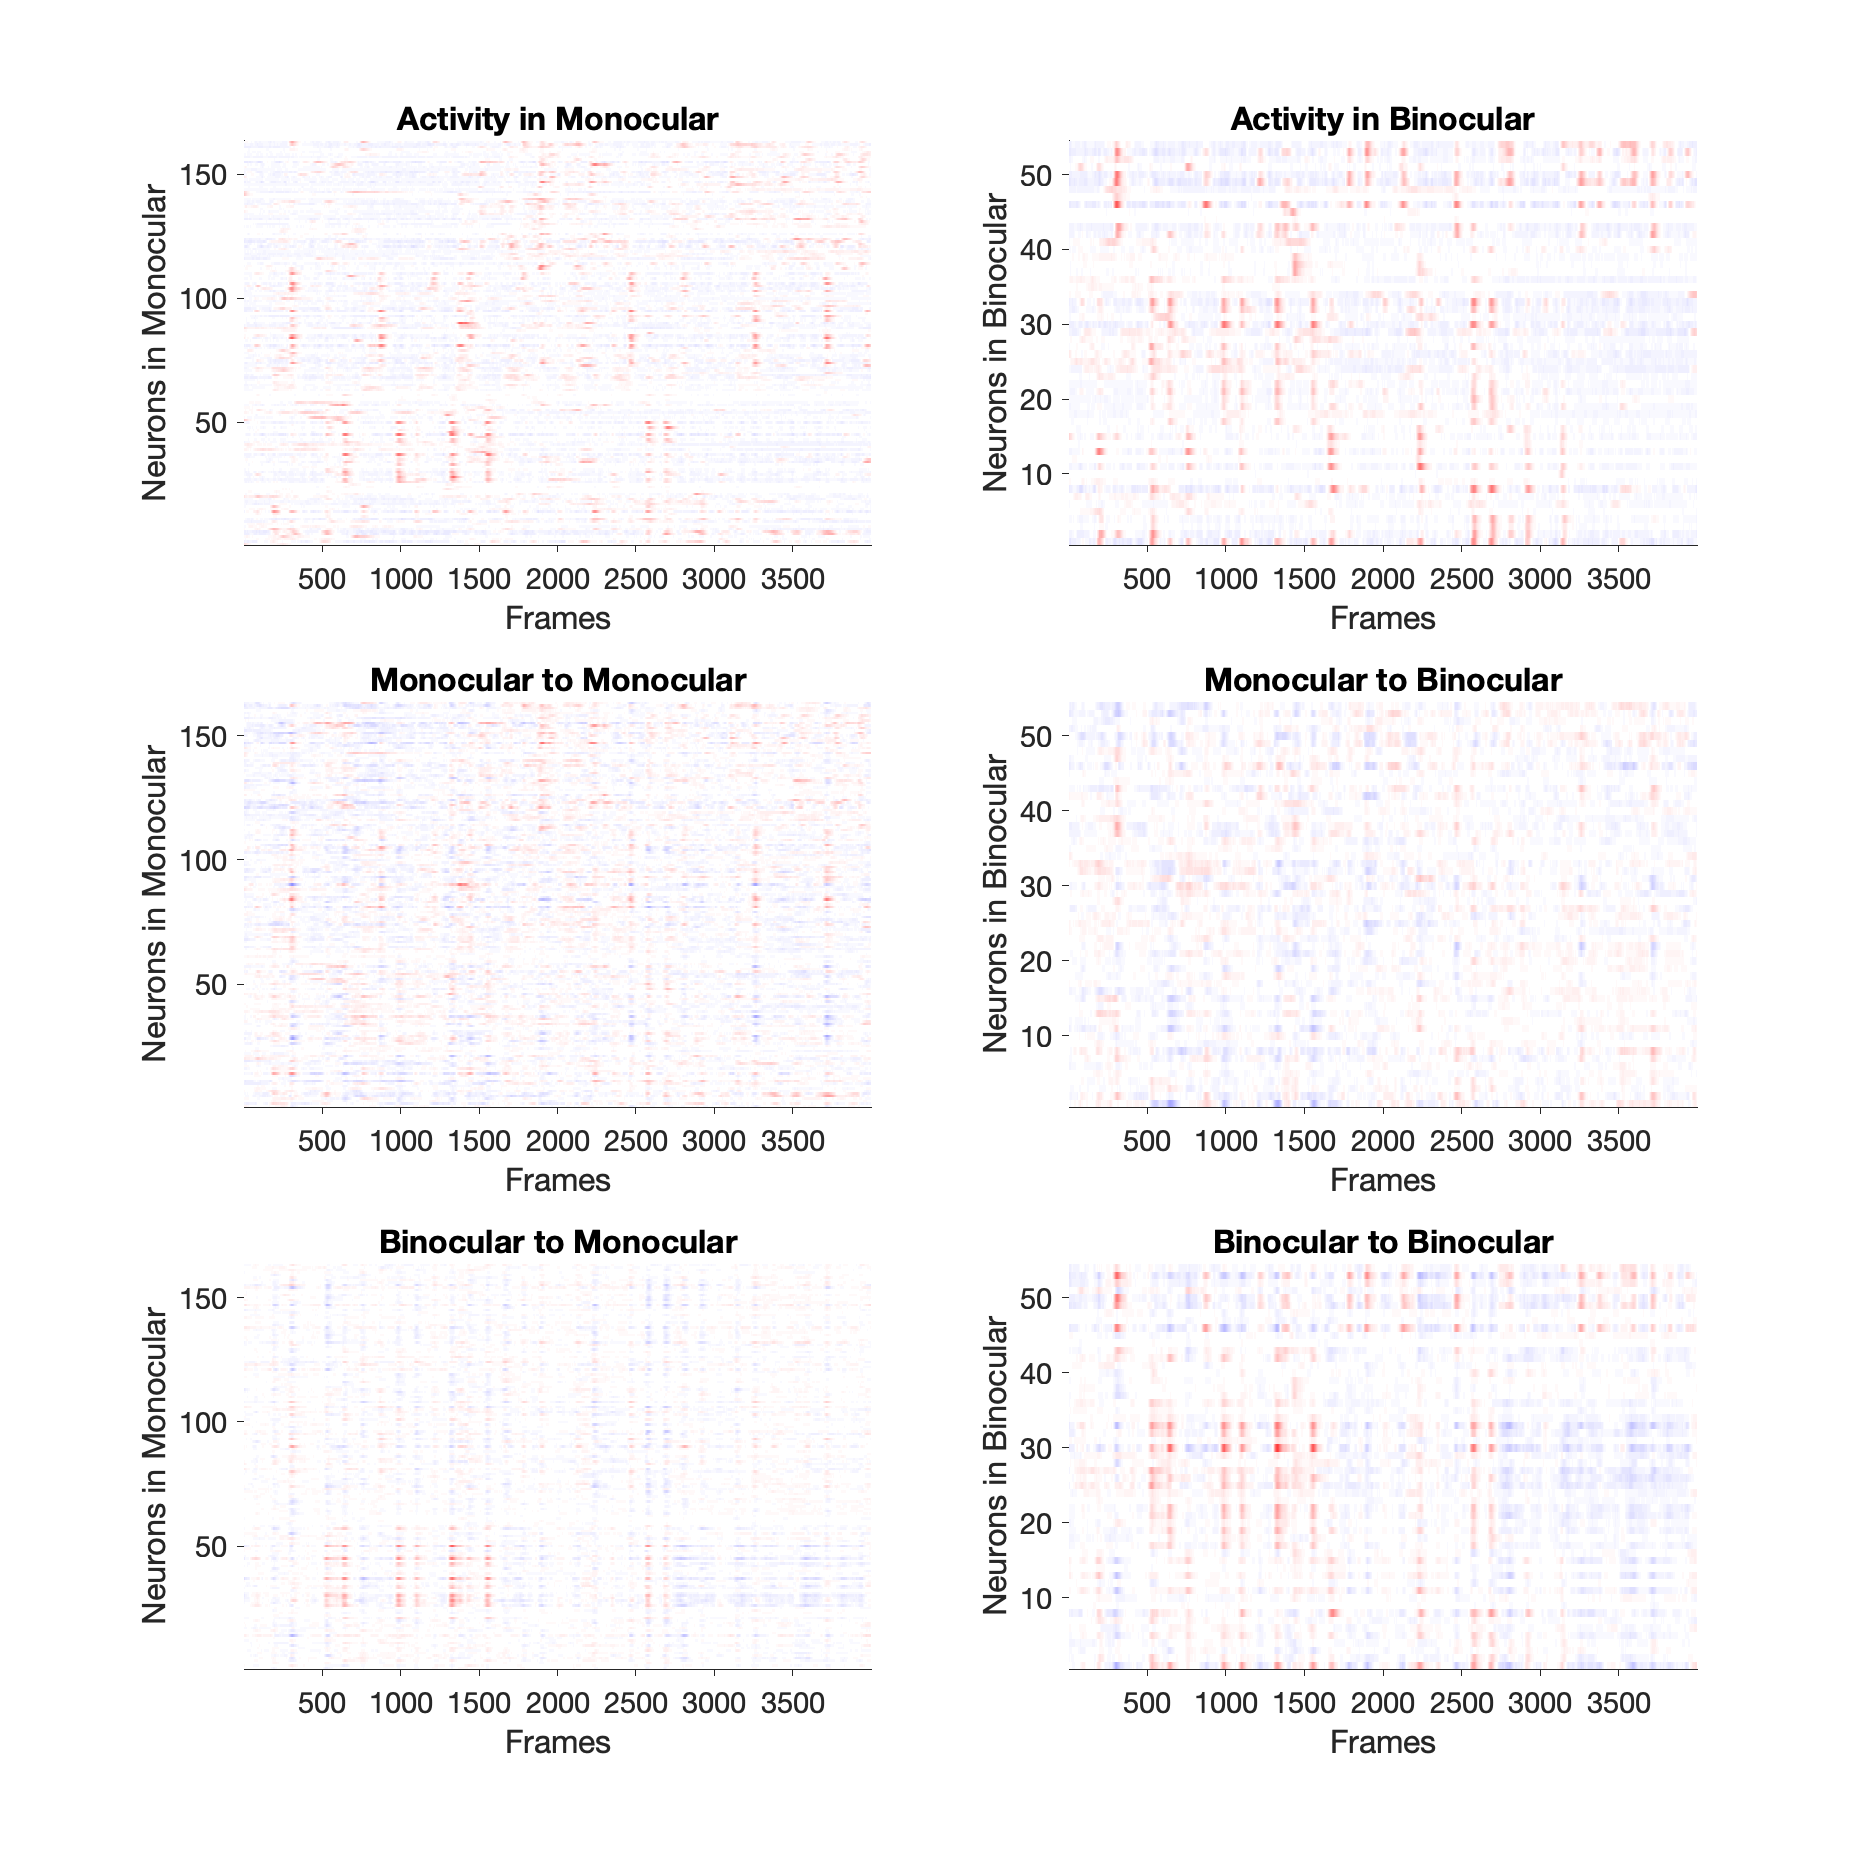 Activity in Monocular
Neurons in Monocular
150
100
50
500 1000 1500 2000 2500 3000 3500
Frames
Activity in Binocular
Neurons in Binocular
50
40
30
20
10
500 1000 1500 2000 2500 3000 3500
Frames
Monocular to Monocular
Neurons in Monocular
150
100
50
500 1000 1500 2000 2500 3000 3500
Frames
Monocular to Binocular
Neurons in Binocular
50
40
30
20
10
500 1000 1500 2000 2500 3000 3500
Frames
Binocular to Monocular
Neurons in Monocular
150
100
50
500 1000 1500 2000 2500 3000 3500
Frames
Binocular to Binocular
Neurons in Binocular
50
40
30
20
10
500 1000 1500 2000 2500 3000 3500
Frames